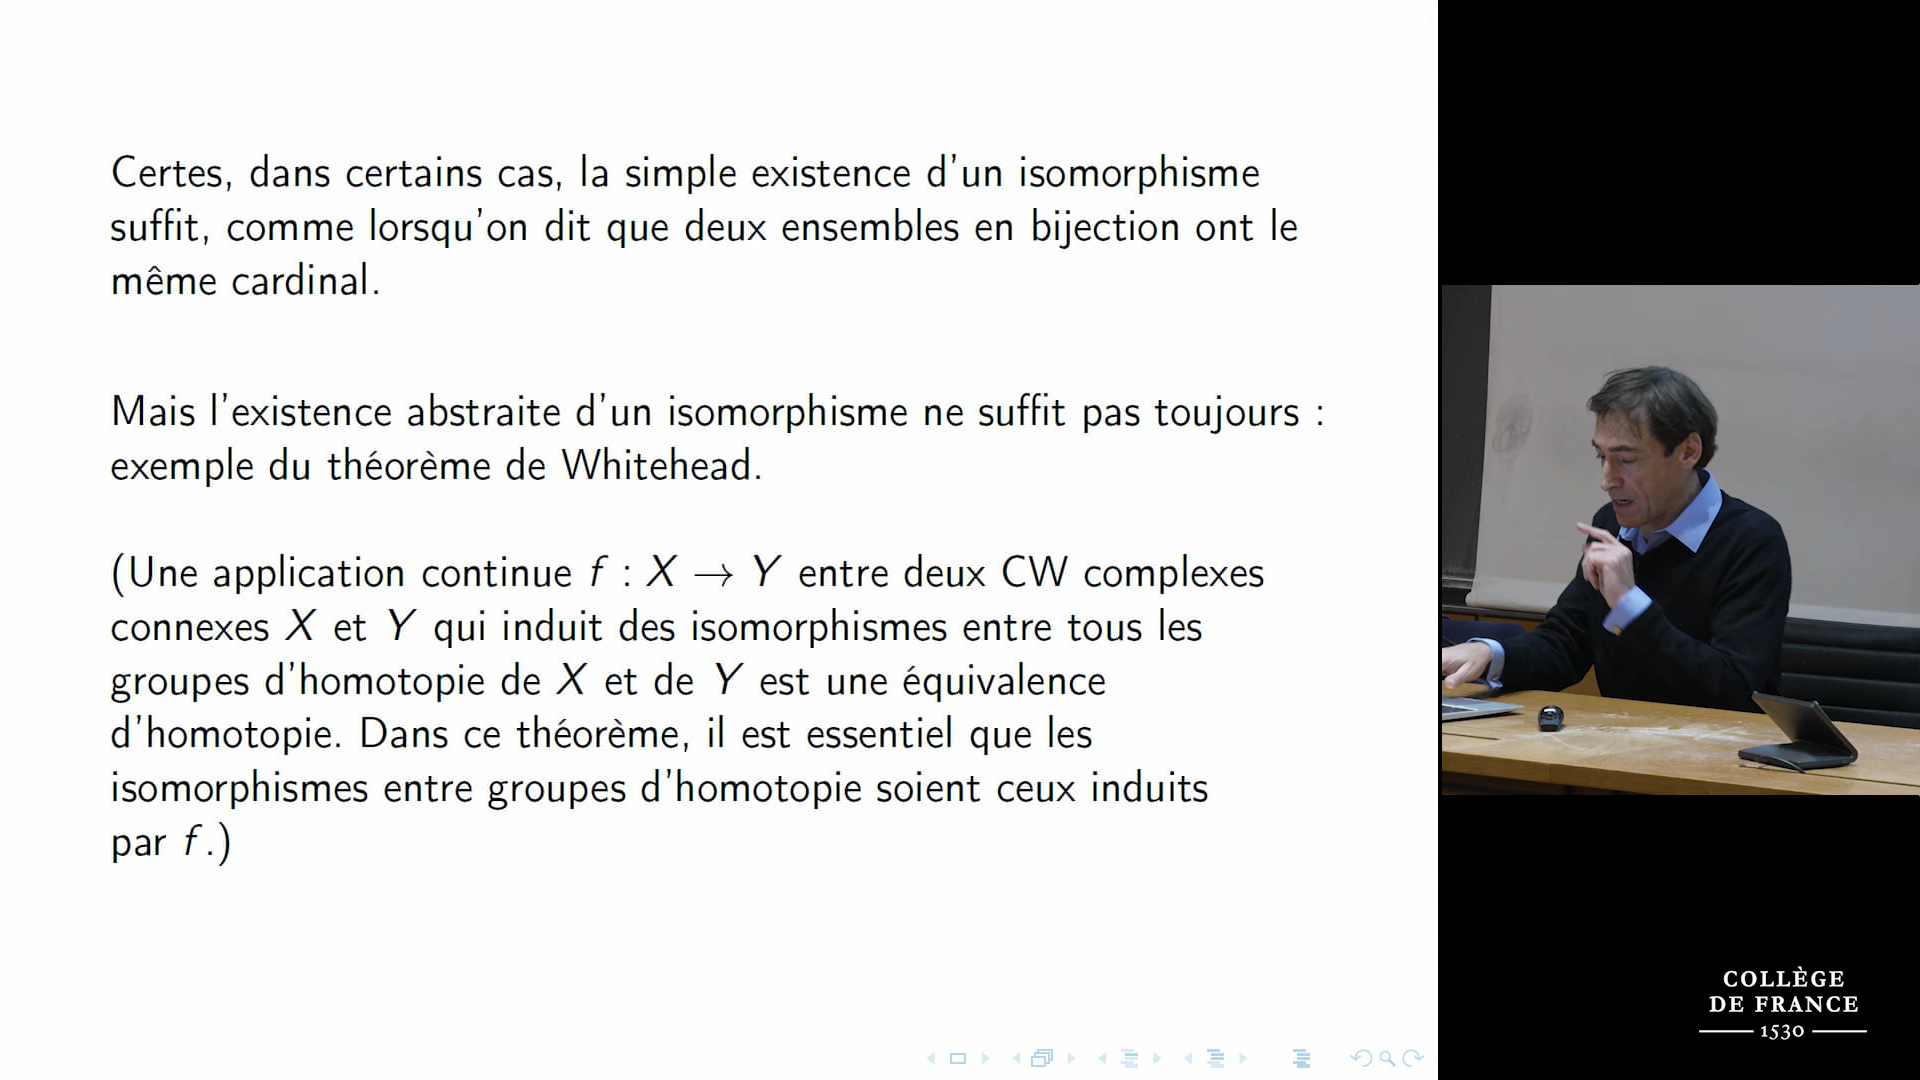 Certes, dans certains cas, la simple existence d'un isomorphisme
suffit, comme lorsqu'on dit que deux ensembles en bijection ont le
même cardinal.
Mais l'existence abstraite d'un isomorphisme ne suffit pas toujours :
exemple du théorème de Whitehead.
(Une application continue f : X → Y entre deux CW complexes
connexes X et Y qui induit des isomorphismes entre tous les
groupes d'homotopie de X et de Y est une équivalence
d'homotopie. Dans ce théorème, il est essentiel que les
isomorphismes entre groupes d'homotopie soient ceux induits
par f.)
COLLÈGE
DE FRANCE
1530